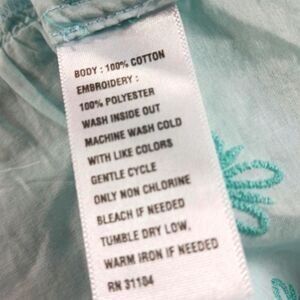 BODY : 100% COTTON
EMBROIDERY :
100% POLYESTER
WASH INSIDE OUT
MACHINE WASH COLD
WITH LIKE COLORS
GENTLE CYCLE
ONLY NON CHLORINE
BLEACH IF NEEDED
TUMBLE DRY LOW,
WARM IRON IF NEEDED
RN 31104